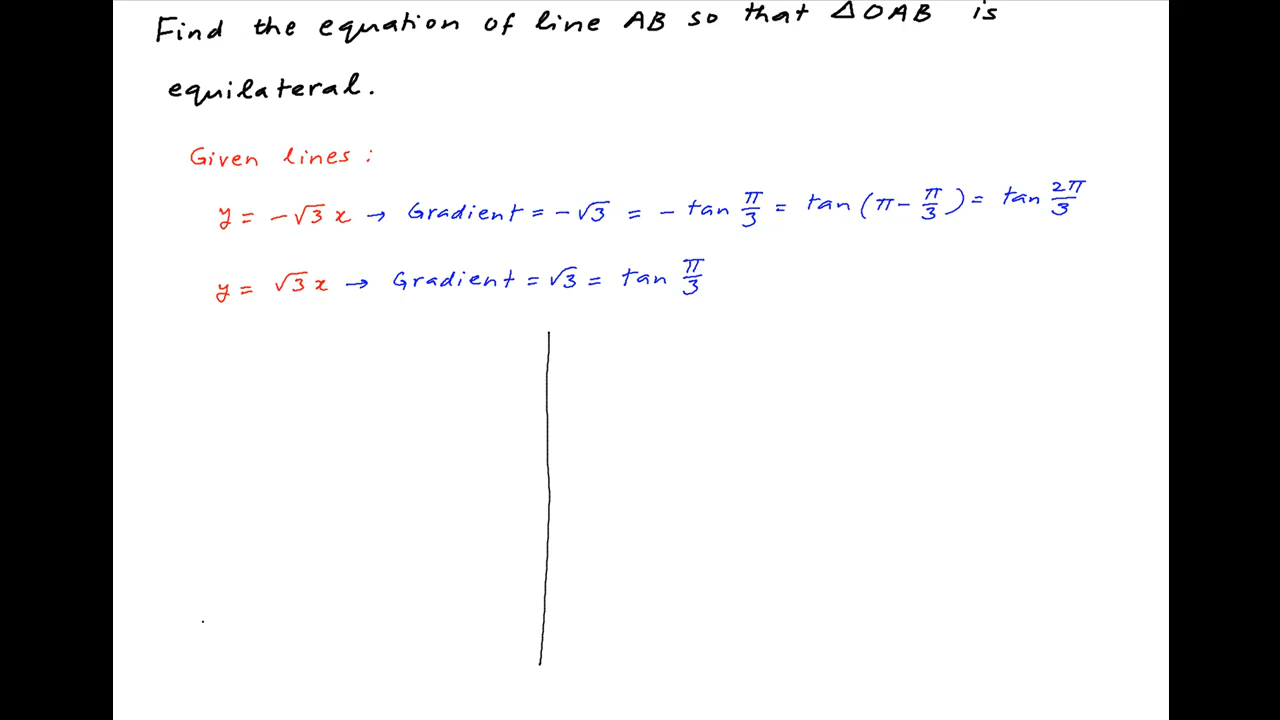 Find the equation of line AB so that △OAB is
equilateral.
Given lines :
y = -√3 x → Gradient = -√3 = - tan π/3 = tan (π - π/3) = tan 2π/3
y = √3 x → Gradient = √3 = tan π/3